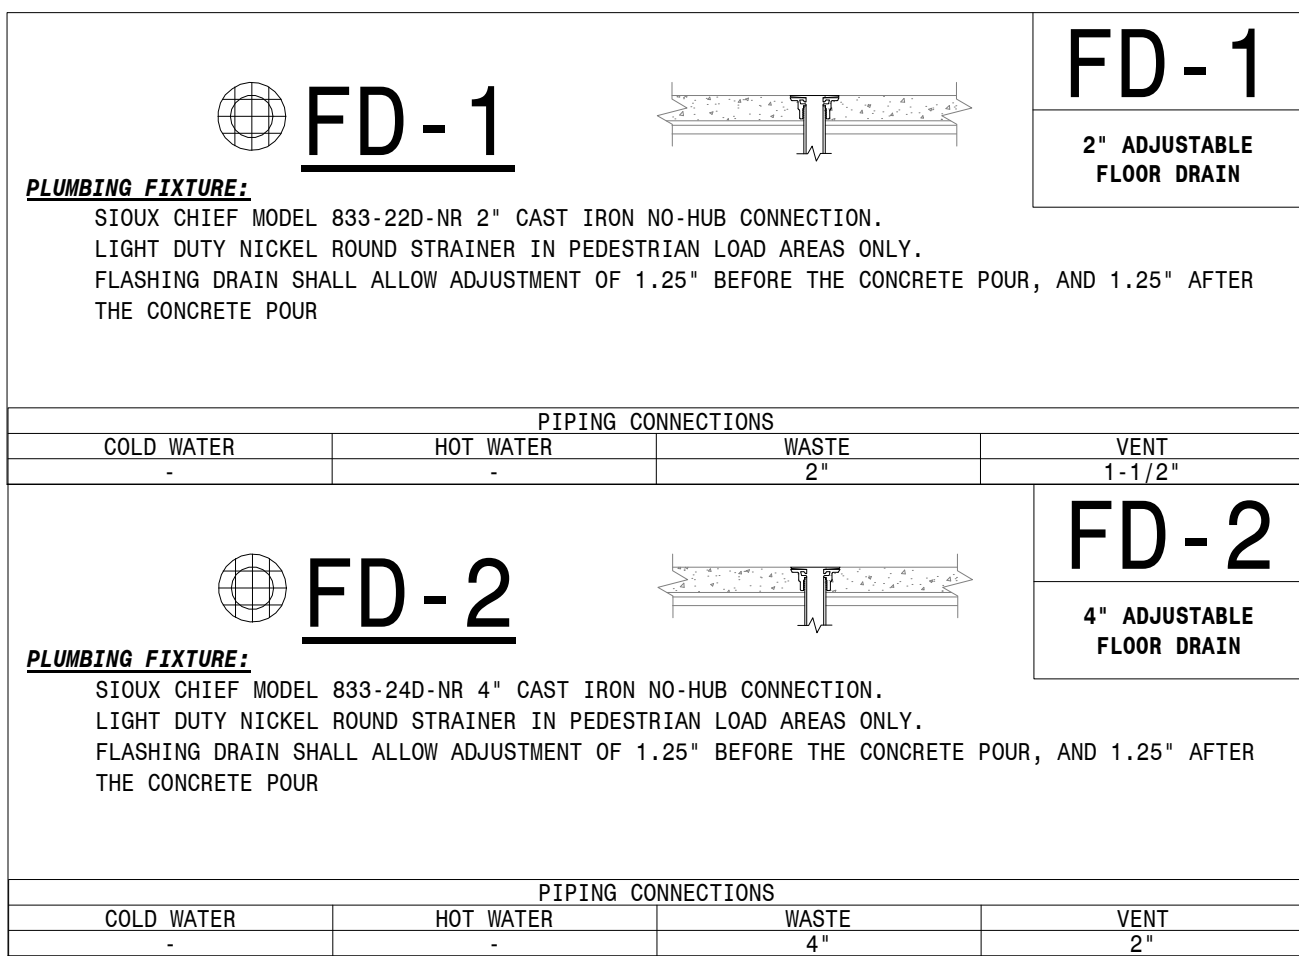 FD-1
FD-1
2" ADJUSTABLE
FLOOR DRAIN
PLUMBING FIXTURE:
SIOUX CHIEF MODEL 833-22D-NR 2" CAST IRON NO-HUB CONNECTION.
LIGHT DUTY NICKEL ROUND STRAINER IN PEDESTRIAN LOAD AREAS ONLY.
FLASHING DRAIN SHALL ALLOW ADJUSTMENT OF 1.25" BEFORE THE CONCRETE POUR, AND 1.25" AFTER
THE CONCRETE POUR
PIPING CONNECTIONS
COLD WATER HOT WATER WASTE VENT
- - 2" 1-1/2"
FD-2
FD-2
4" ADJUSTABLE
FLOOR DRAIN
PLUMBING FIXTURE:
SIOUX CHIEF MODEL 833-24D-NR 4" CAST IRON NO-HUB CONNECTION.
LIGHT DUTY NICKEL ROUND STRAINER IN PEDESTRIAN LOAD AREAS ONLY.
FLASHING DRAIN SHALL ALLOW ADJUSTMENT OF 1.25" BEFORE THE CONCRETE POUR, AND 1.25" AFTER
THE CONCRETE POUR
PIPING CONNECTIONS
COLD WATER HOT WATER WASTE VENT
- - 4" 2"